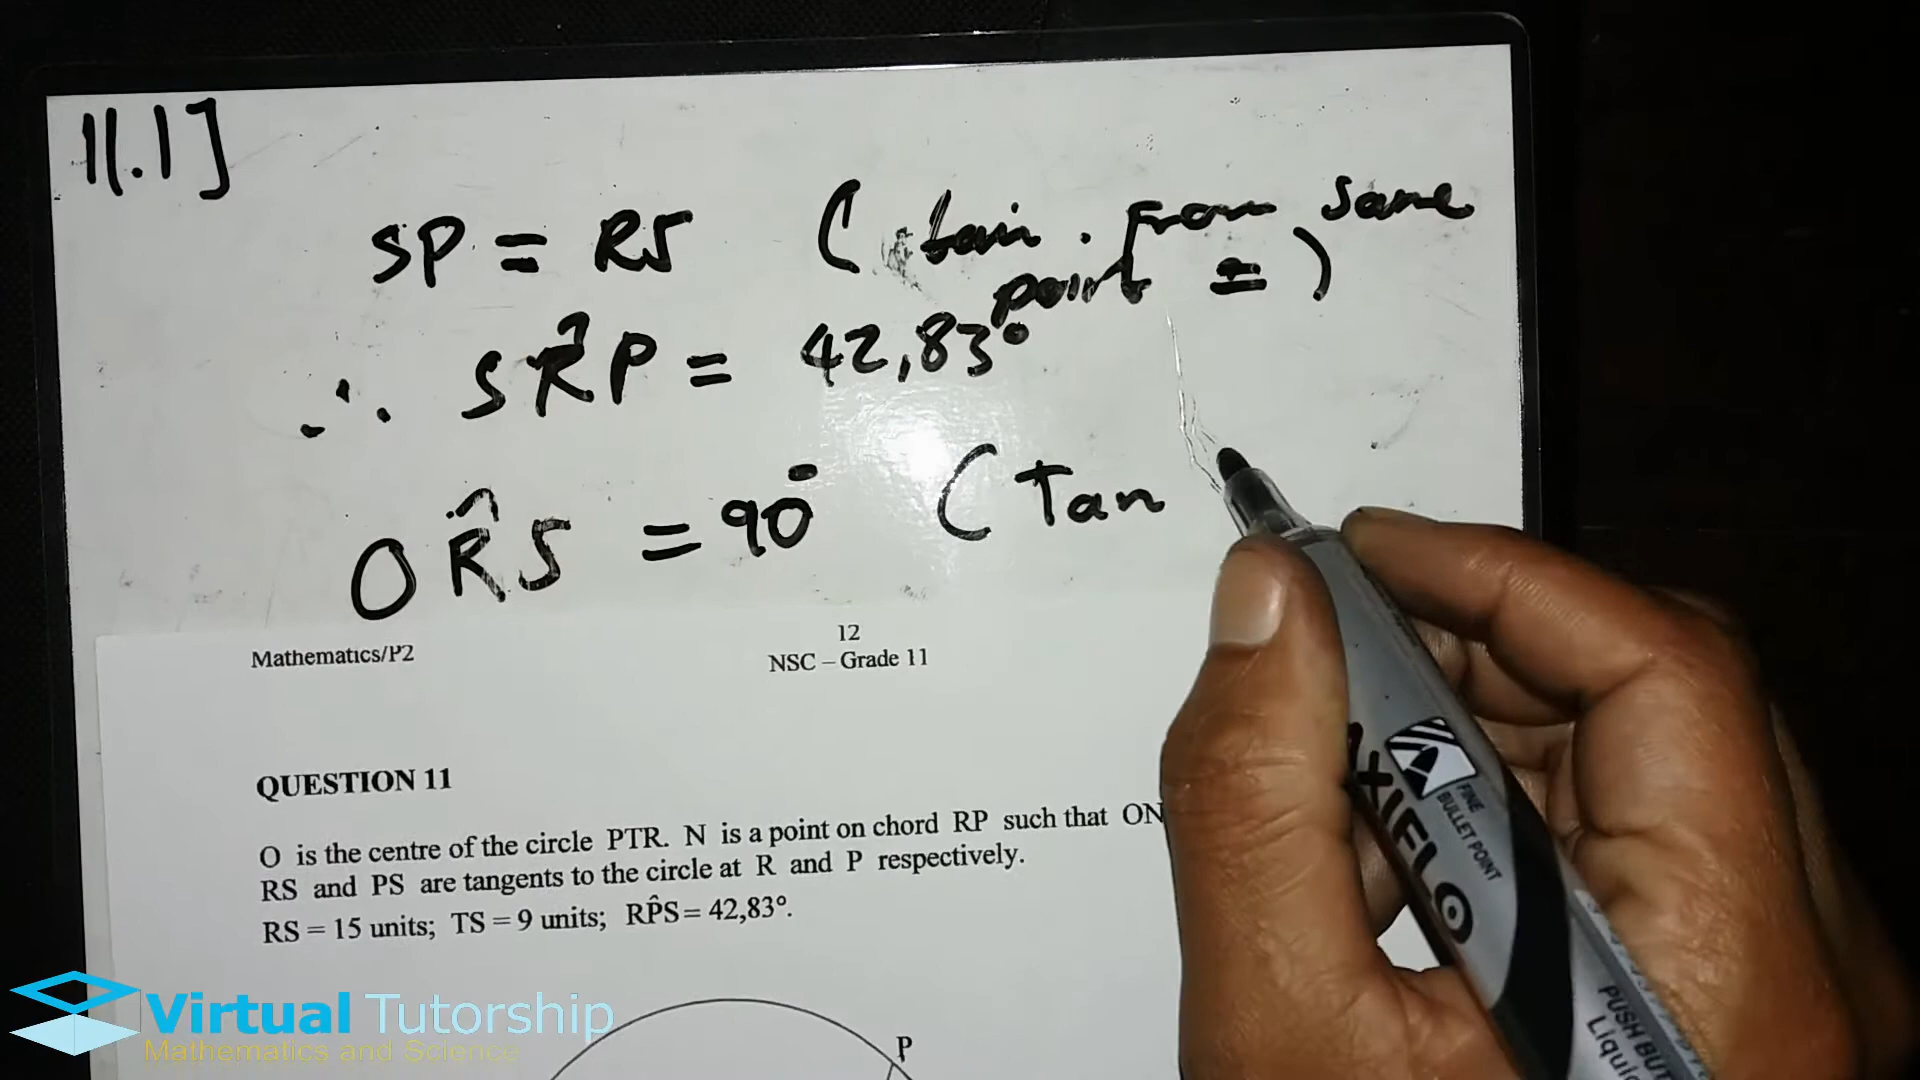 11.1]
SP = RS ( tan. from same
point = )
∴ SR̂P = 42,83°
OR̂S = 90° ( Tan
12
Mathematics/P2 NSC – Grade 11
QUESTION 11
O is the centre of the circle PTR. N is a point on chord RP such that ON
RS and PS are tangents to the circle at R and P respectively.
RS = 15 units; TS = 9 units; RP̂S = 42,83°.
P
Virtual Tutorship
Mathematics and Science
AXIFLO
FINE
BULLET POINT
PUSH BUT
Liqui